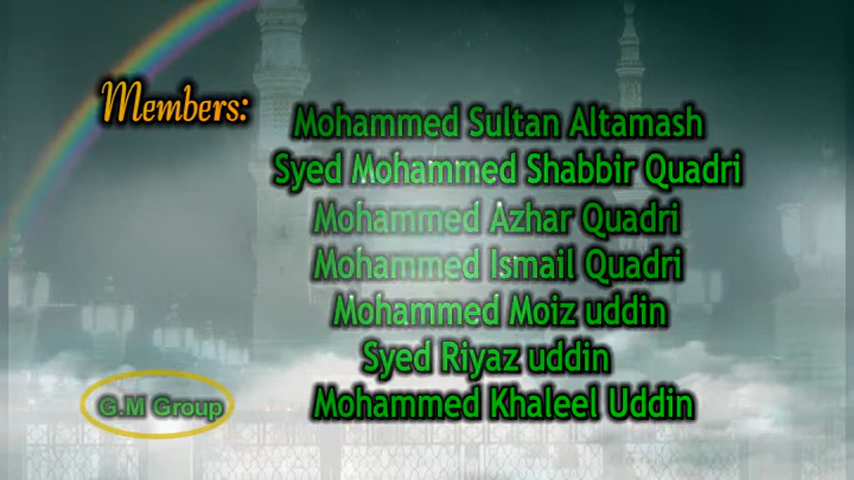 Members:
Mohammed Sultan Altamash
Syed Mohammed Shabbir Quadri
Mohammed Azhar Quadri
Mohammed Ismail Quadri
Mohammed Moiz uddin
Syed Riyaz uddin
Mohammed Khaleel Uddin
G.M Group